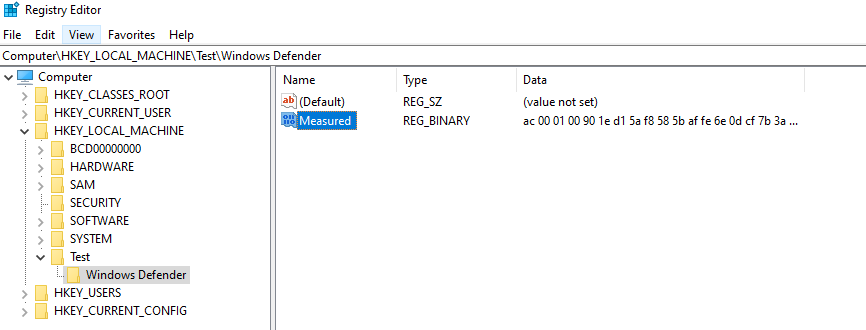 Registry Editor
File Edit View Favorites Help
Computer\HKEY_LOCAL_MACHINE\Test\Windows Defender
Computer
HKEY_CLASSES_ROOT
HKEY_CURRENT_USER
HKEY_LOCAL_MACHINE
BCD00000000
HARDWARE
SAM
SECURITY
SOFTWARE
SYSTEM
Test
Windows Defender
HKEY_USERS
HKEY_CURRENT_CONFIG
Name Type Data
(Default) REG_SZ (value not set)
Measured REG_BINARY ac 00 01 00 90 1e d1 5a f8 58 5b af fe 6e 0d cf 7b 3a ...